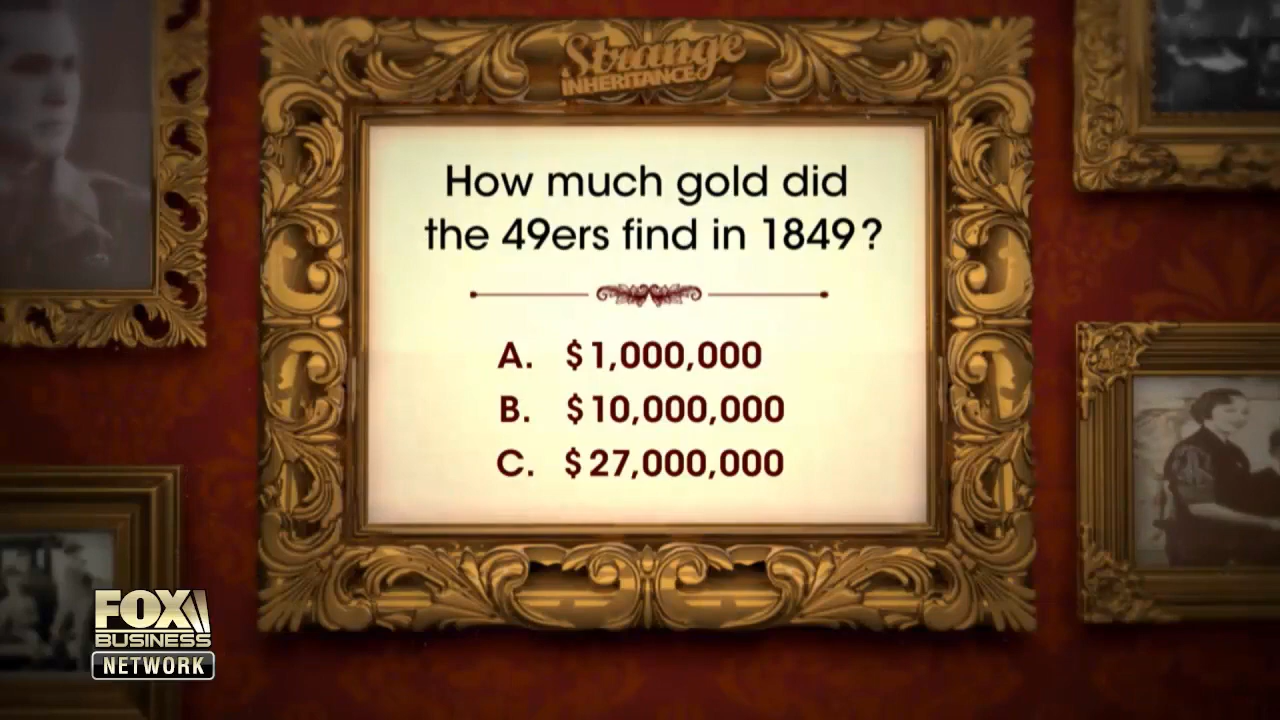 Strange
INHERITANCE
How much gold did
the 49ers find in 1849?
A. $1,000,000
B. $10,000,000
C. $27,000,000
FOX
BUSINESS
NETWORK